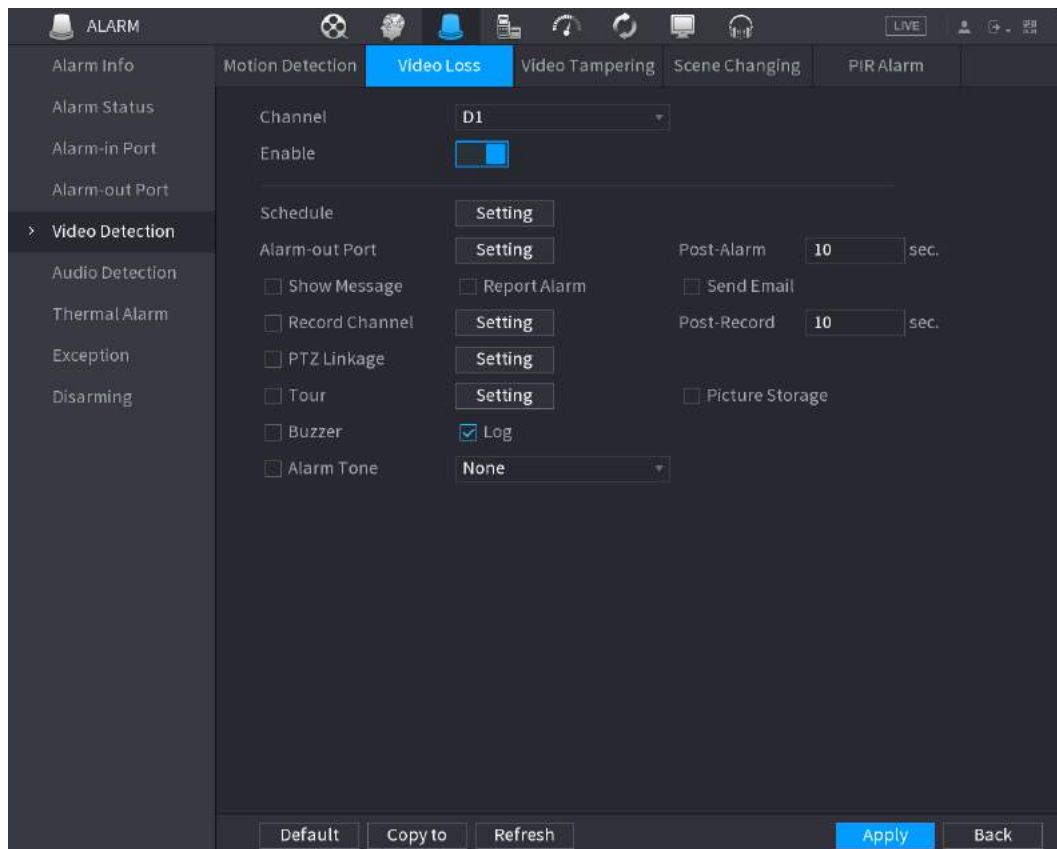 ALARM
LIVE
Alarm Info
Alarm Status
Alarm-in Port
Alarm-out Port
> Video Detection
Audio Detection
Thermal Alarm
Exception
Disarming
Motion Detection Video Loss Video Tampering Scene Changing PIR Alarm
Channel D1
Enable
Schedule Setting
Alarm-out Port Setting Post-Alarm 10 sec.
Show Message Report Alarm Send Email
Record Channel Setting Post-Record 10 sec.
PTZ Linkage Setting
Tour Setting Picture Storage
Buzzer Log
Alarm Tone None
Default Copy to Refresh Apply Back